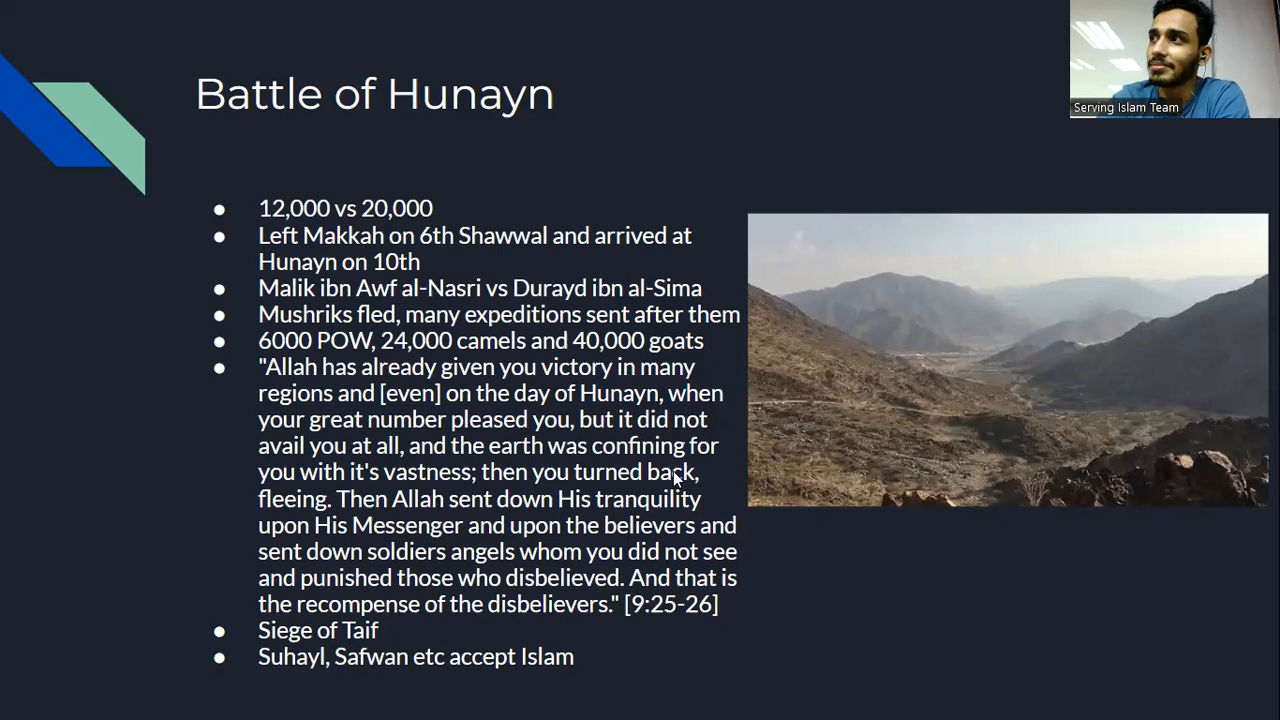 Serving Islam Team
Battle of Hunayn
● 12,000 vs 20,000
● Left Makkah on 6th Shawwal and arrived at
Hunayn on 10th
● Malik ibn Awf al-Nasri vs Durayd ibn al-Sima
● Mushriks fled, many expeditions sent after them
● 6000 POW, 24,000 camels and 40,000 goats
● "Allah has already given you victory in many
regions and [even] on the day of Hunayn, when
your great number pleased you, but it did not
avail you at all, and the earth was confining for
you with it's vastness; then you turned back,
fleeing. Then Allah sent down His tranquility
upon His Messenger and upon the believers and
sent down soldiers angels whom you did not see
and punished those who disbelieved. And that is
the recompense of the disbelievers." [9:25-26]
● Siege of Taif
● Suhayl, Safwan etc accept Islam